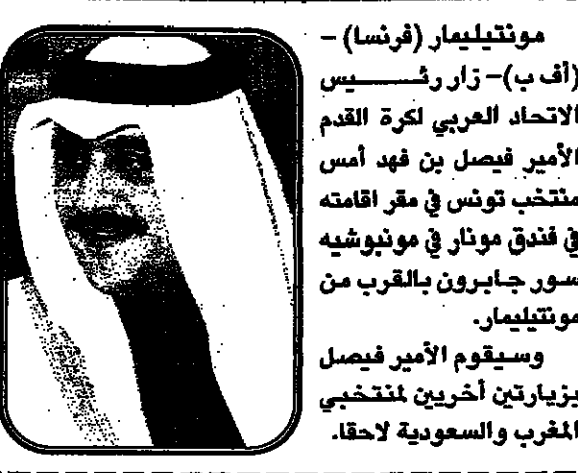 مونتيليمار (فرنسا) –
(أف ب)– زار رئـــــيس
الاتحاد العربي لكرة القدم
الأمير فيصل بن فهد أمس
منتخب تونس في مقر اقامته
في فندق مونار في مونبوشيه
سور جابرون بالقرب من
مونتيليمار.
وسيقوم الأمير فيصل
بزيارتين أخريين لمنتخبي
المغرب والسعودية لاحقا.